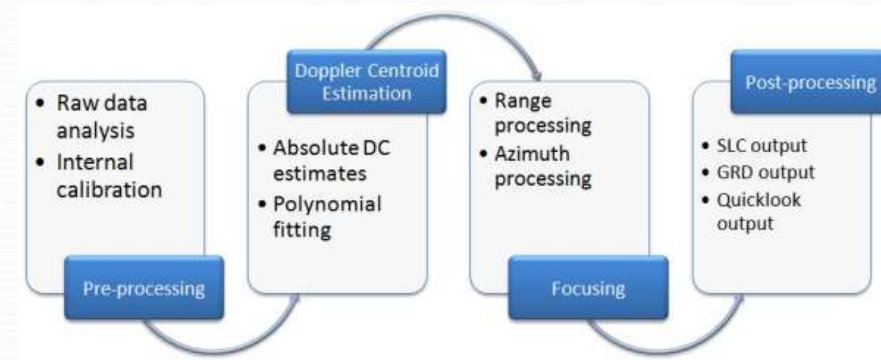 • Raw data
analysis
• Internal
calibration
Pre-processing
Doppler Centroid
Estimation
• Absolute DC
estimates
• Polynomial
fitting
• Range
processing
• Azimuth
processing
Focusing
Post-processing
• SLC output
• GRD output
• Quicklook
output